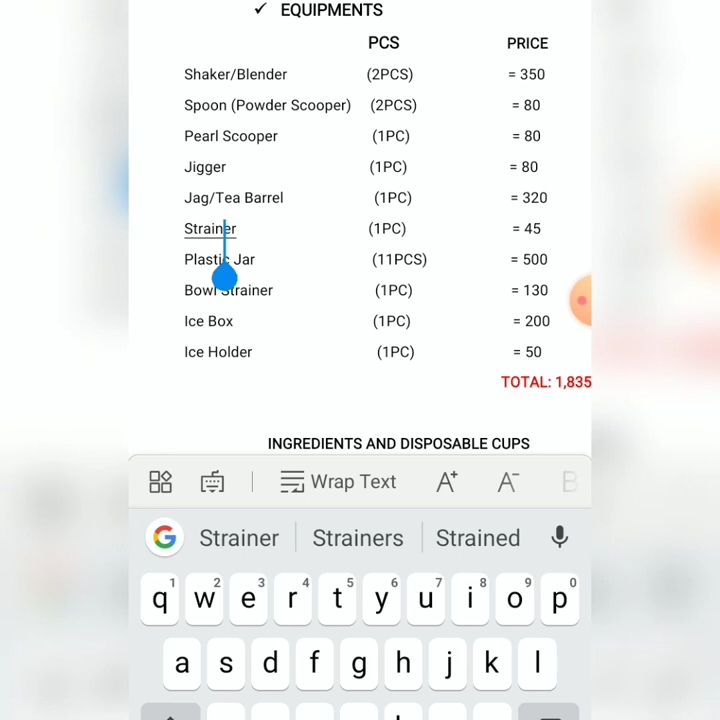 ✓ EQUIPMENTS
PCS PRICE
Shaker/Blender (2PCS) = 350
Spoon (Powder Scooper) (2PCS) = 80
Pearl Scooper (1PC) = 80
Jigger (1PC) = 80
Jag/Tea Barrel (1PC) = 320
Strainer (1PC) = 45
Plastic Jar (11PCS) = 500
Bowl Strainer (1PC) = 130
Ice Box (1PC) = 200
Ice Holder (1PC) = 50
TOTAL: 1,835
INGREDIENTS AND DISPOSABLE CUPS
Wrap Text A+ A- B
G Strainer Strainers Strained
1 2 3 4 5 6 7 8 9 0
q w e r t y u i o p
a s d f g h j k l